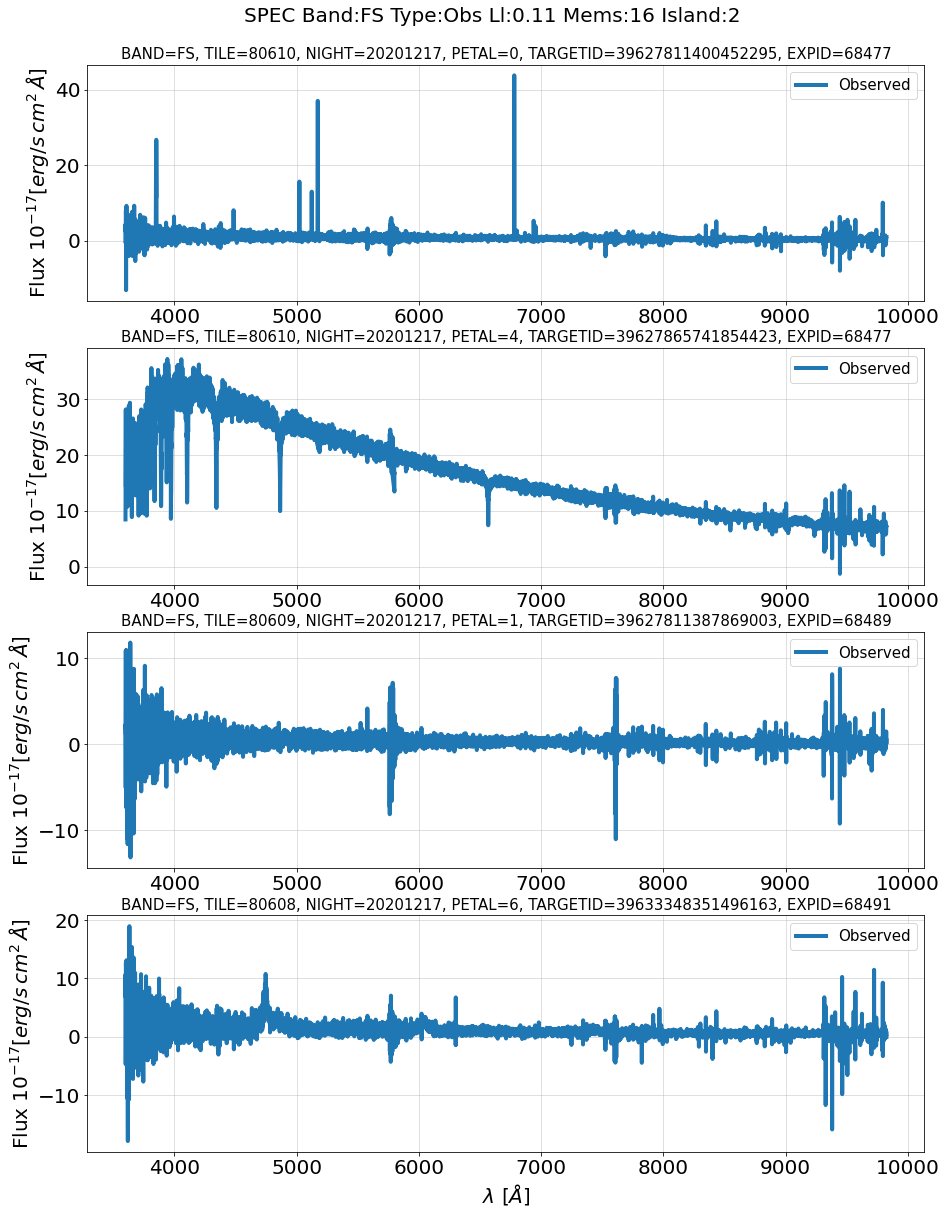 SPEC Band:FS Type:Obs Ll:0.11 Mems:16 Island:2
BAND=FS, TILE=80610, NIGHT=20201217, PETAL=0, TARGETID=39627811400452295, EXPID=68477
Flux 10^{-17}[erg/s cm^2 Å]
40
20
0
Observed
4000 5000 6000 7000 8000 9000 10000
BAND=FS, TILE=80610, NIGHT=20201217, PETAL=4, TARGETID=39627865741854423, EXPID=68477
Flux 10^{-17}[erg/s cm^2 Å]
30
20
10
0
Observed
4000 5000 6000 7000 8000 9000 10000
BAND=FS, TILE=80609, NIGHT=20201217, PETAL=1, TARGETID=39627811387869003, EXPID=68489
Flux 10^{-17}[erg/s cm^2 Å]
10
0
−10
Observed
4000 5000 6000 7000 8000 9000 10000
BAND=FS, TILE=80608, NIGHT=20201217, PETAL=6, TARGETID=39633348351496163, EXPID=68491
Flux 10^{-17}[erg/s cm^2 Å]
20
10
0
−10
Observed
4000 5000 6000 7000 8000 9000 10000
λ [Å]